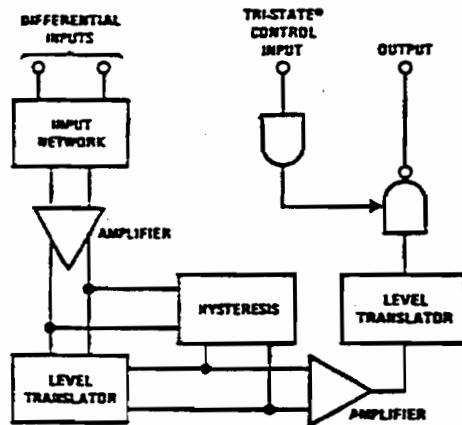 DIFFERENTIAL
INPUTS
TRI-STATE®
CONTROL
INPUT
OUTPUT
INPUT
NETWORK
AMPLIFIER
HYSTERESIS
LEVEL
TRANSLATOR
LEVEL
TRANSLATOR
AMPLIFIER